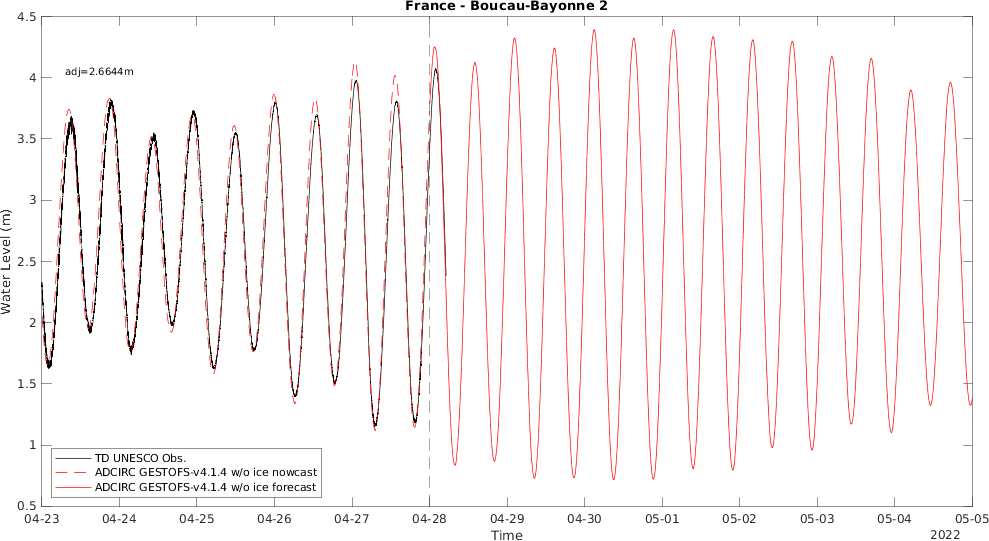 France - Boucau-Bayonne 2
4.5
4
3.5
3
2.5
2
1.5
1
0.5
Water Level (m)
adj=2.6644m
TD UNESCO Obs.
ADCIRC GESTOFS-v4.1.4 w/o ice nowcast
ADCIRC GESTOFS-v4.1.4 w/o ice forecast
04-23 04-24 04-25 04-26 04-27 04-28 04-29 04-30 05-01 05-02 05-03 05-04 05-05
Time
2022